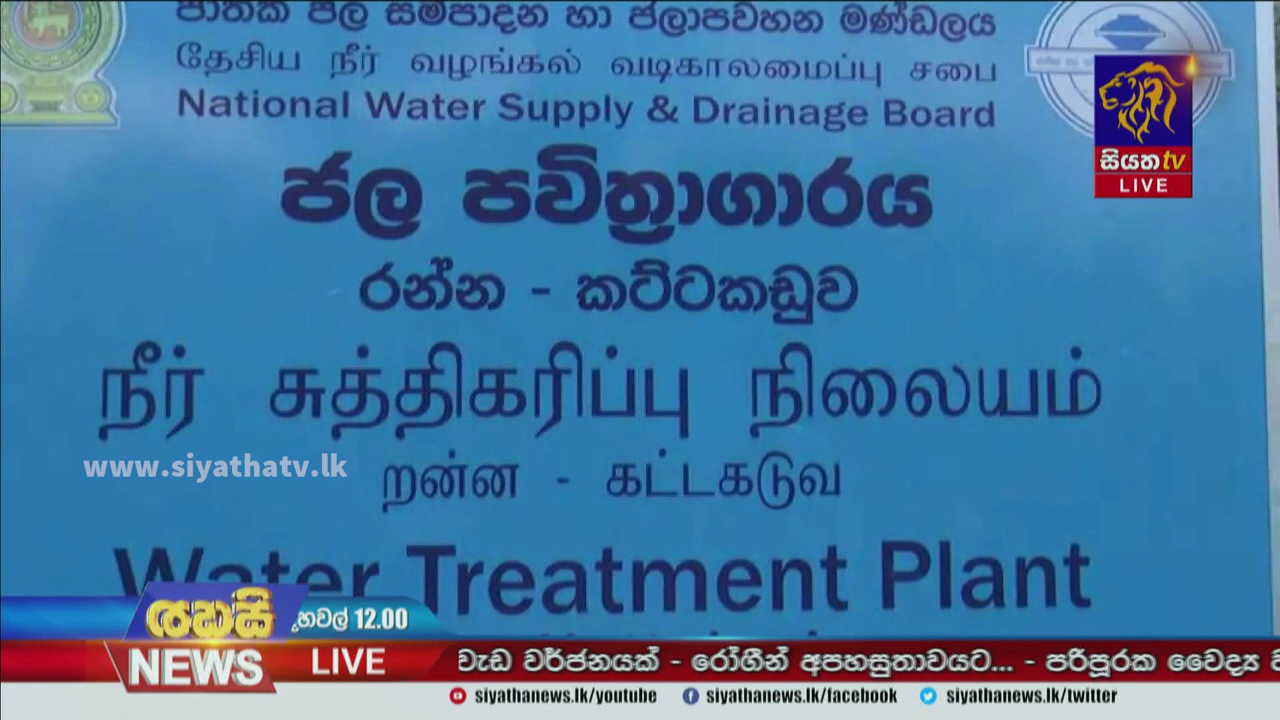 ජාතික ජල සම්පාදන හා ජලාපවහන මණ්ඩලය
தேசிய நீர் வழங்கல் வடிகாலமைப்பு சபை
National Water Supply & Drainage Board
සියත tv
LIVE
ජල පවිත්‍රාගාරය
රන්න - කට්ටකඩුව
நீர் சுத்திகரிப்பு நிலையம்
www.siyathatv.lk
றன்ன - கட்டகடுவ
Water Treatment Plant
12.00
NEWS LIVE
වැඩ වර්ජනයක් - රෝගීන් අපහසුතාවයට... - පරිපූරක වෛද්‍ය
siyathanews.lk/youtube siyathanews.lk/facebook siyathanews.lk/twitter